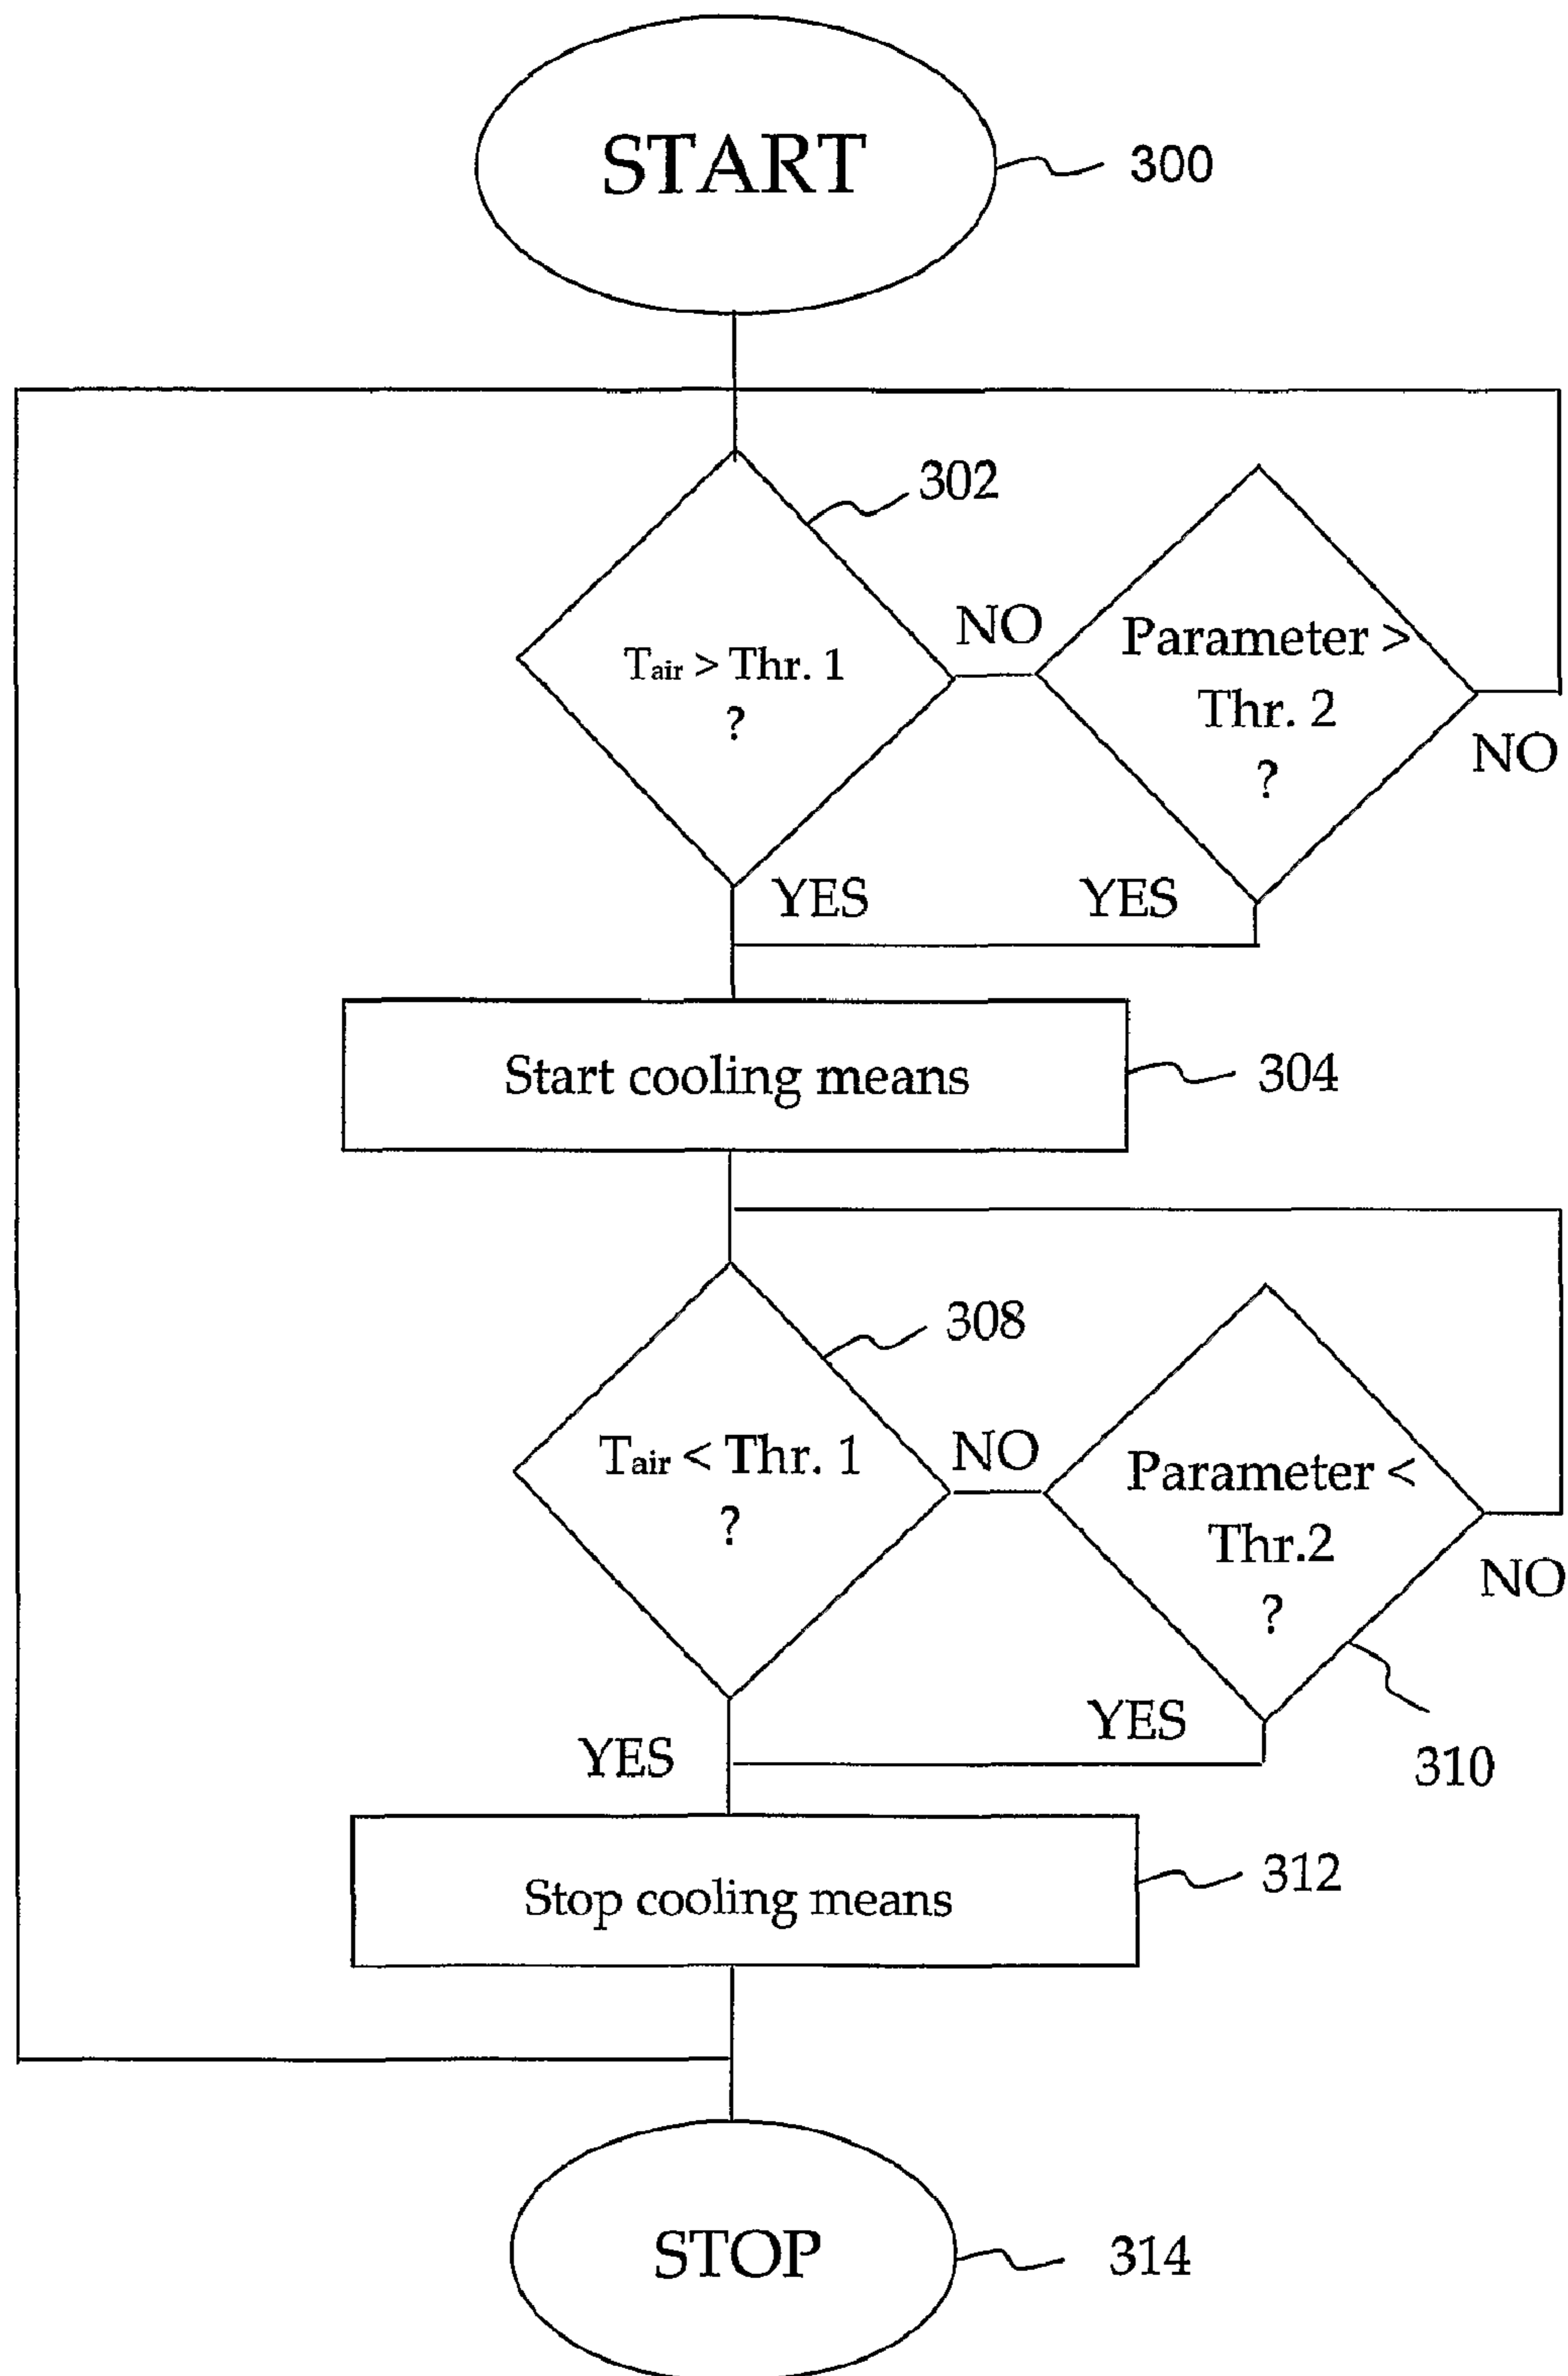 START
300
302
Tair > Thr. 1
?
NO
Parameter >
Thr. 2
?
NO
YES
YES
Start cooling means
304
308
Tair < Thr. 1
?
NO
Parameter <
Thr.2
?
NO
YES
YES
310
Stop cooling means
312
STOP
314